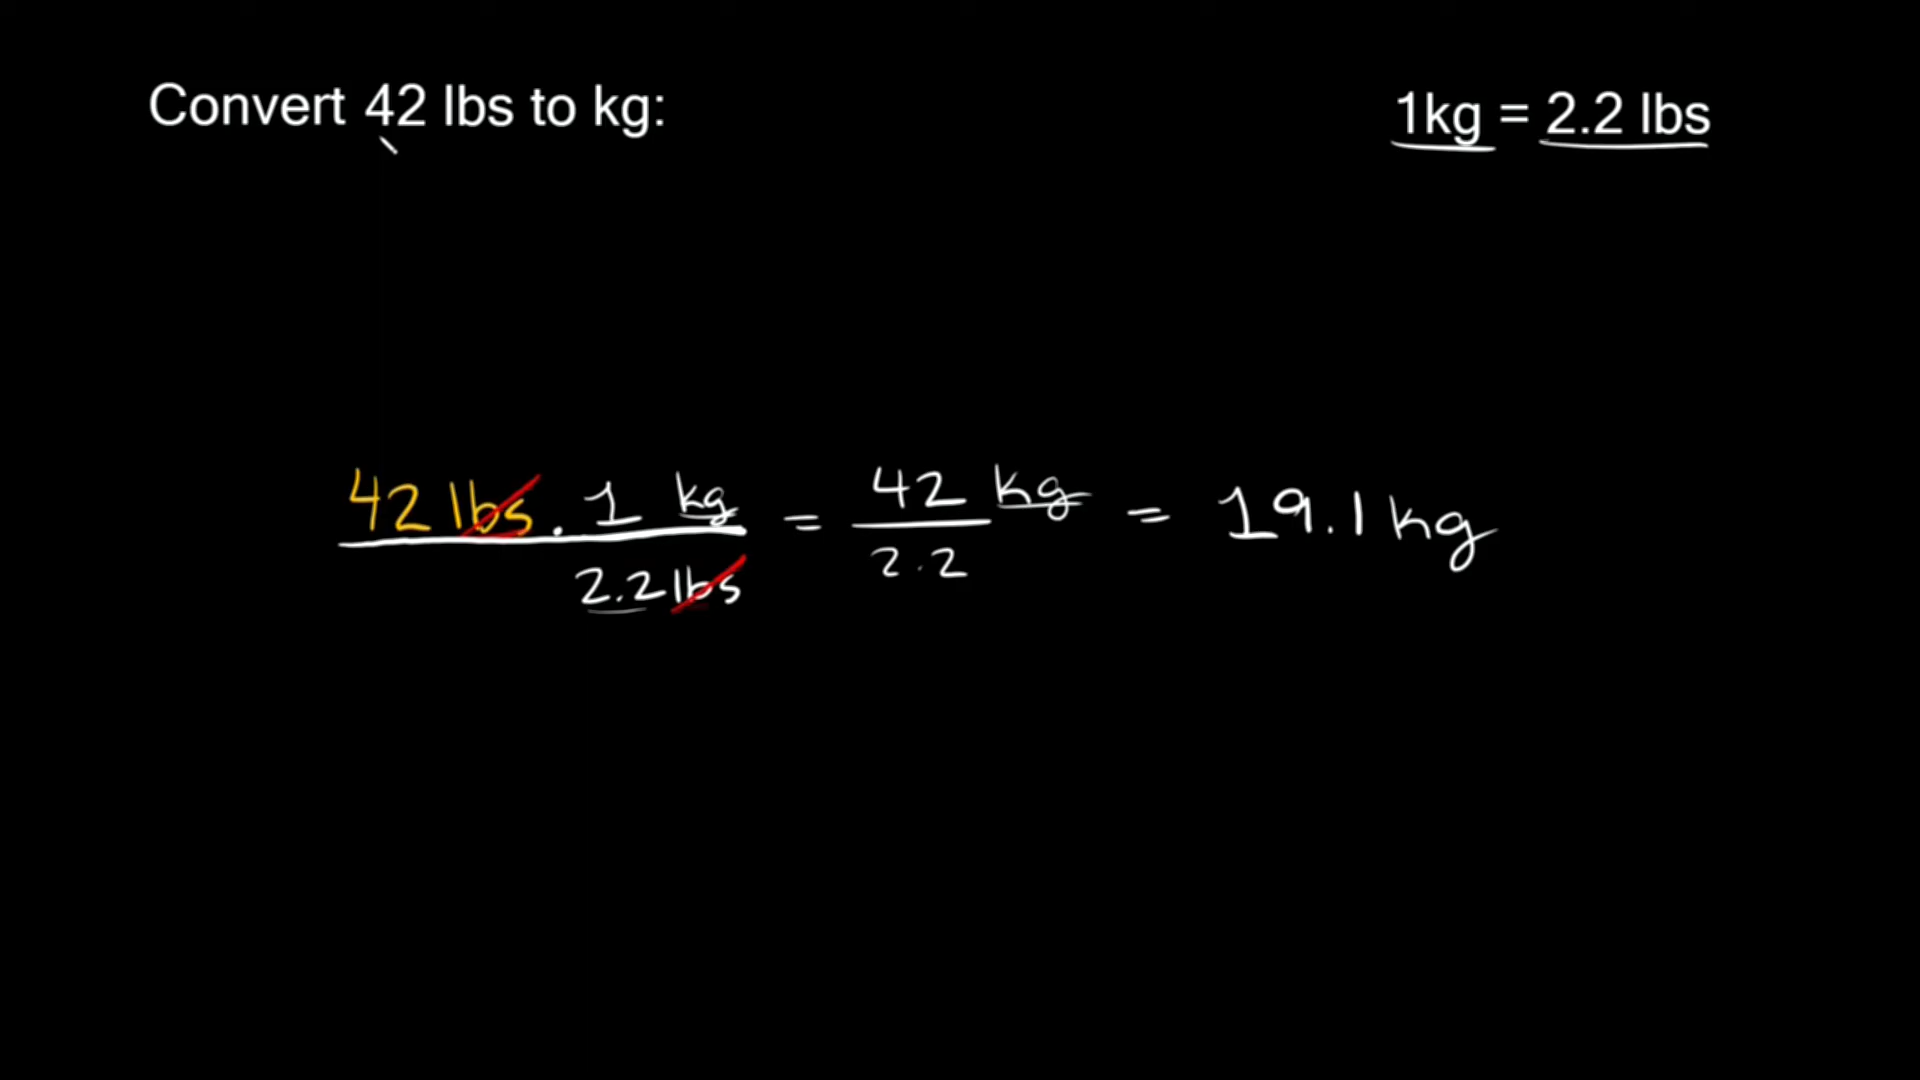 Convert 42 lbs to kg:
1kg = 2.2 lbs
42 lbs . 1 kg = 42 kg = 19.1 kg
2.2 lbs 2.2